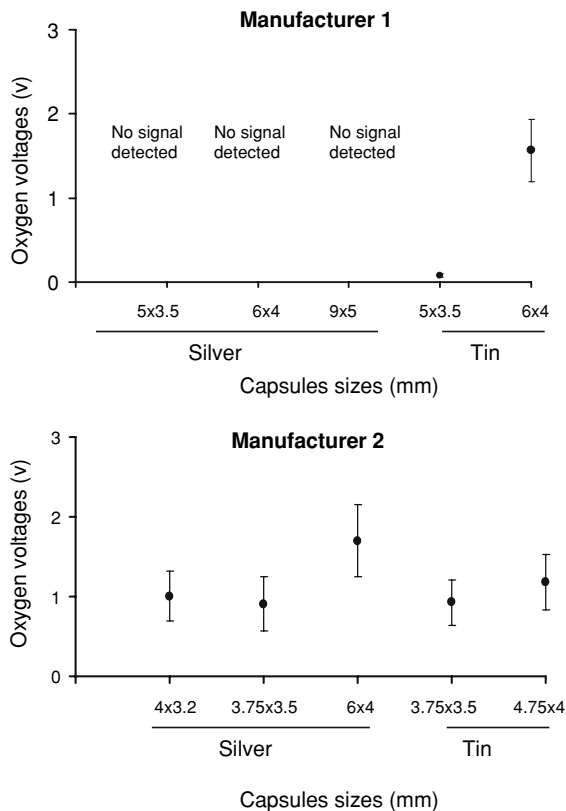 Manufacturer 1
Oxygen voltages (v)
3
2
1
0
No signal detected
No signal detected
No signal detected
5x3.5 6x4 9x5 5x3.5 6x4
Silver Tin
Capsules sizes (mm)
Manufacturer 2
Oxygen voltages (v)
3
2
1
0
4x3.2 3.75x3.5 6x4 3.75x3.5 4.75x4
Silver Tin
Capsules sizes (mm)